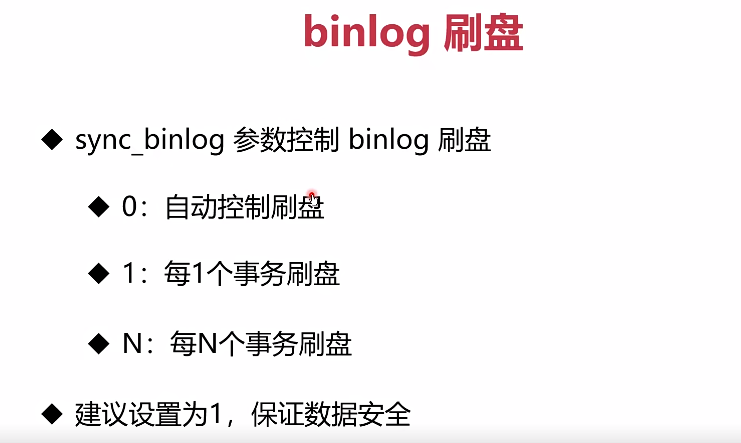 binlog 刷盘
◆ sync_binlog 参数控制 binlog 刷盘
◆ 0：自动控制刷盘
◆ 1：每1个事务刷盘
◆ N：每N个事务刷盘
◆ 建议设置为1，保证数据安全